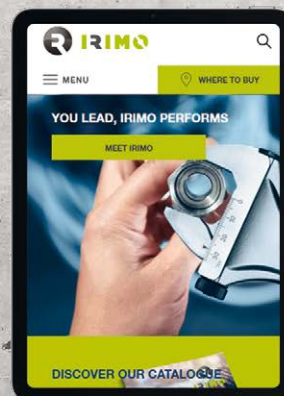 IRIMO
MENU
WHERE TO BUY
YOU LEAD, IRIMO PERFORMS
MEET IRIMO
DISCOVER OUR CATALOGUE